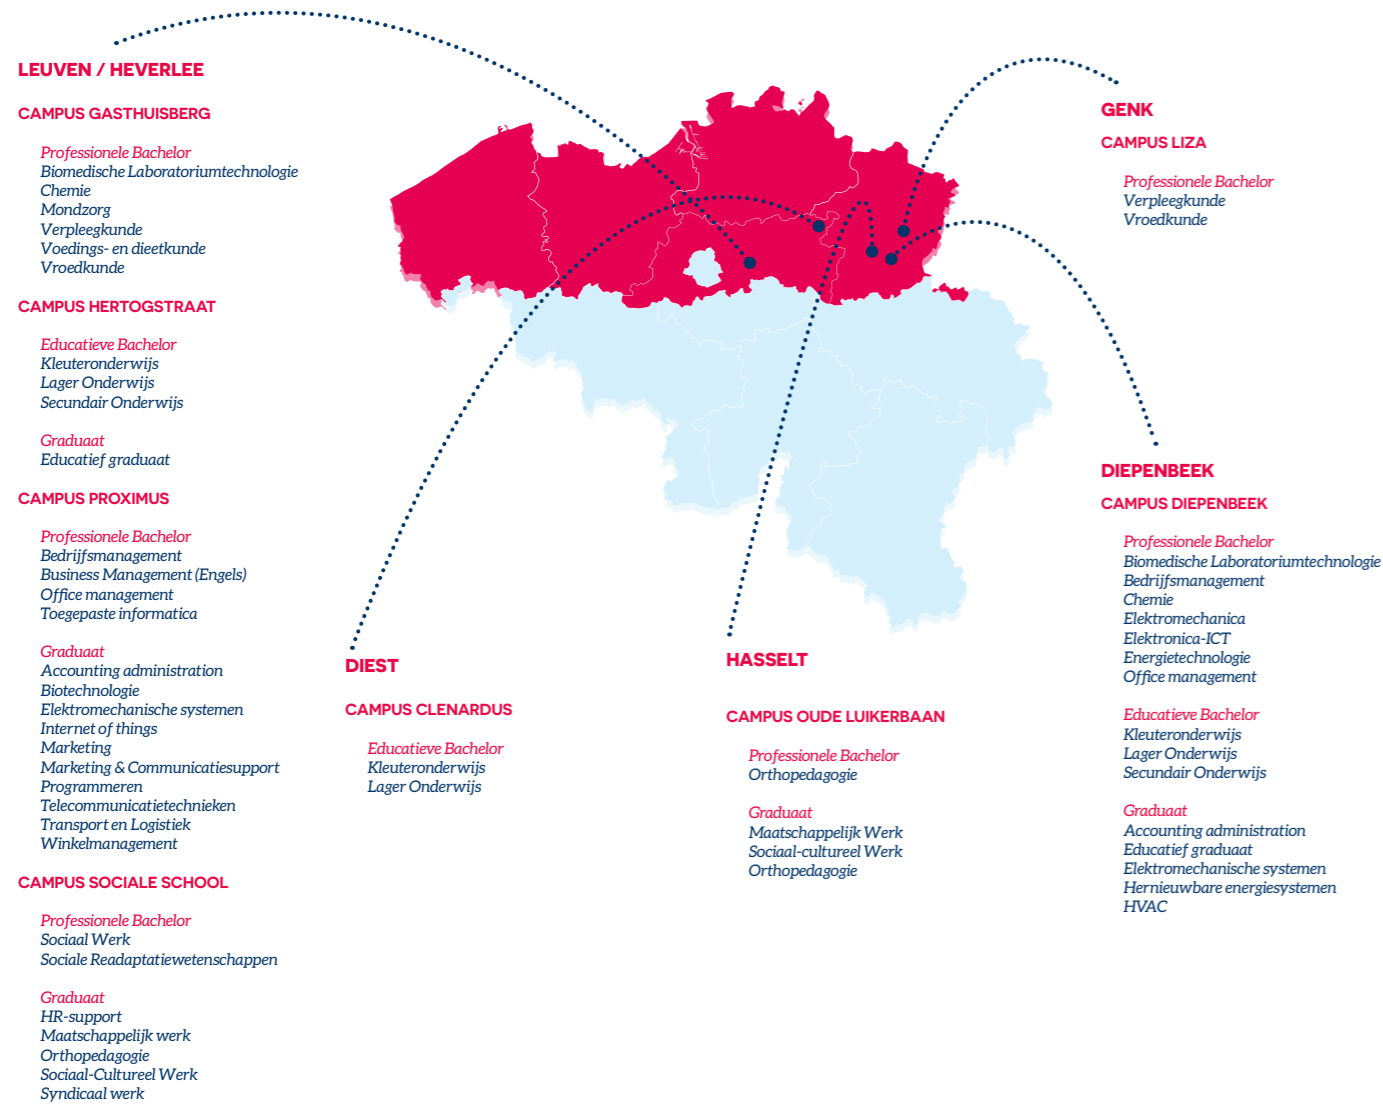 LEUVEN / HEVERLEE
CAMPUS GASTHUISBERG
Professionele Bachelor
Biomedische Laboratoriumtechnologie
Chemie
Mondzorg
Verpleegkunde
Voedings- en dieetkunde
Vroedkunde
CAMPUS HERTOGSTRAAT
Educatieve Bachelor
Kleuteronderwijs
Lager Onderwijs
Secundair Onderwijs
Graduaat
Educatief graduaat
CAMPUS PROXIMUS
Professionele Bachelor
Bedrijfsmanagement
Business Management (Engels)
Office management
Toegepaste informatica
Graduaat
Accounting administration
Biotechnologie
Elektromechanische systemen
Internet of things
Marketing
Marketing & Communicatiesupport
Programmeren
Telecommunicatietechnieken
Transport en Logistiek
Winkelmanagement
CAMPUS SOCIALE SCHOOL
Professionele Bachelor
Sociaal Werk
Sociale Readaptatiewetenschappen
Graduaat
HR-support
Maatschappelijk werk
Orthopedagogie
Sociaal-Cultureel Werk
Syndicaal werk
DIEST
CAMPUS CLENARDUS
Educatieve Bachelor
Kleuteronderwijs
Lager Onderwijs
HASSELT
CAMPUS OUDE LUIKERBAAN
Professionele Bachelor
Orthopedagogie
Graduaat
Maatschappelijk Werk
Sociaal-cultureel Werk
Orthopedagogie
GENK
CAMPUS LIZA
Professionele Bachelor
Verpleegkunde
Vroedkunde
DIEPENBEEK
CAMPUS DIEPENBEEK
Professionele Bachelor
Biomedische Laboratoriumtechnologie
Bedrijfsmanagement
Chemie
Elektromechanica
Elektronica-ICT
Energietechnologie
Office management
Educatieve Bachelor
Kleuteronderwijs
Lager Onderwijs
Secundair Onderwijs
Graduaat
Accounting administration
Educatief graduaat
Elektromechanische systemen
Hernieuwbare energiesystemen
HVAC